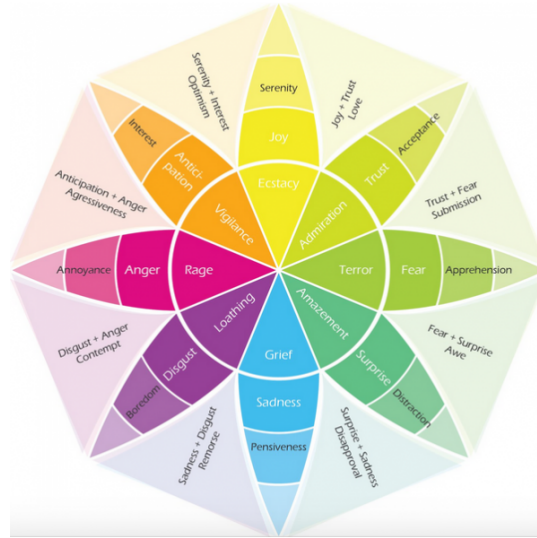 Serenity + Interest
Optimism
Serenity
Joy
Ecstacy
Joy + Trust
Love
Interest
Antici-
pation
Vigilance
Acceptance
Trust
Admiration
Anticipation + Anger
Agressiveness
Trust + Fear
Submission
Annoyance
Anger
Rage
Terror
Fear
Apprehension
Disgust + Anger
Contempt
Boredom
Disgust
Loathing
Amazement
Surprise
Distraction
Fear + Surprise
Awe
Grief
Sadness
Pensiveness
Sadness + Disgust
Remorse
Surprise + Sadness
Disapproval